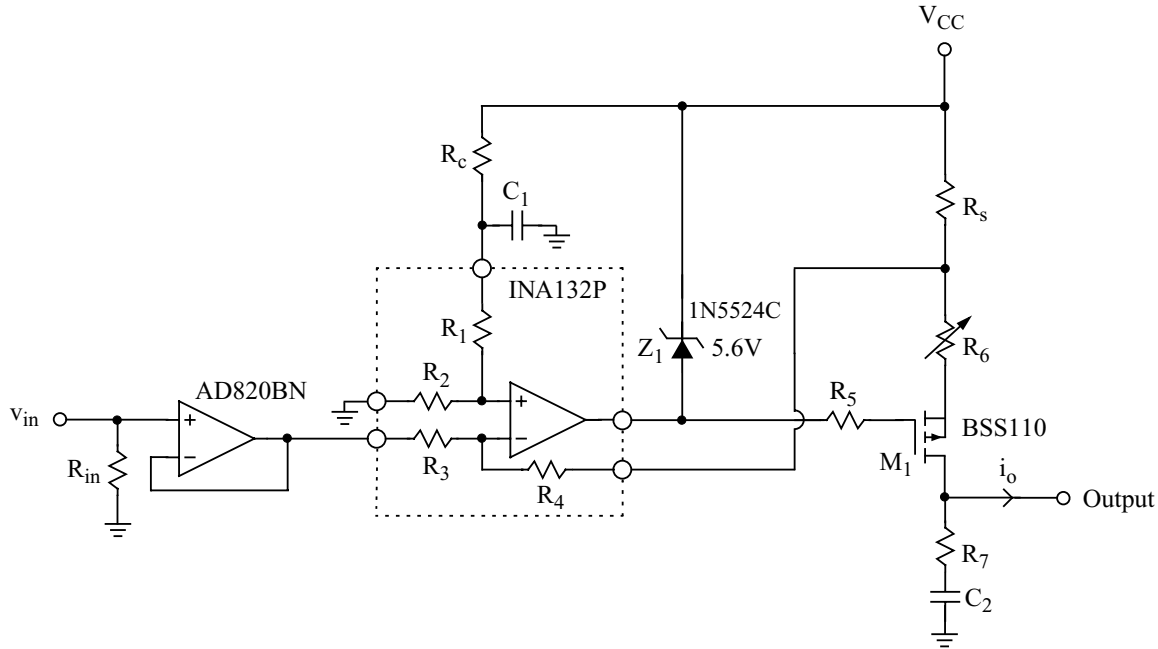 V_CC
R_c
C_1
R_s
INA132P
1N5524C
R_1
Z_1 5.6V
R_6
AD820BN
R_2
R_5
v_in
+
−
+
−
BSS110
R_in
R_3
R_4
M_1
i_o
Output
R_7
C_2